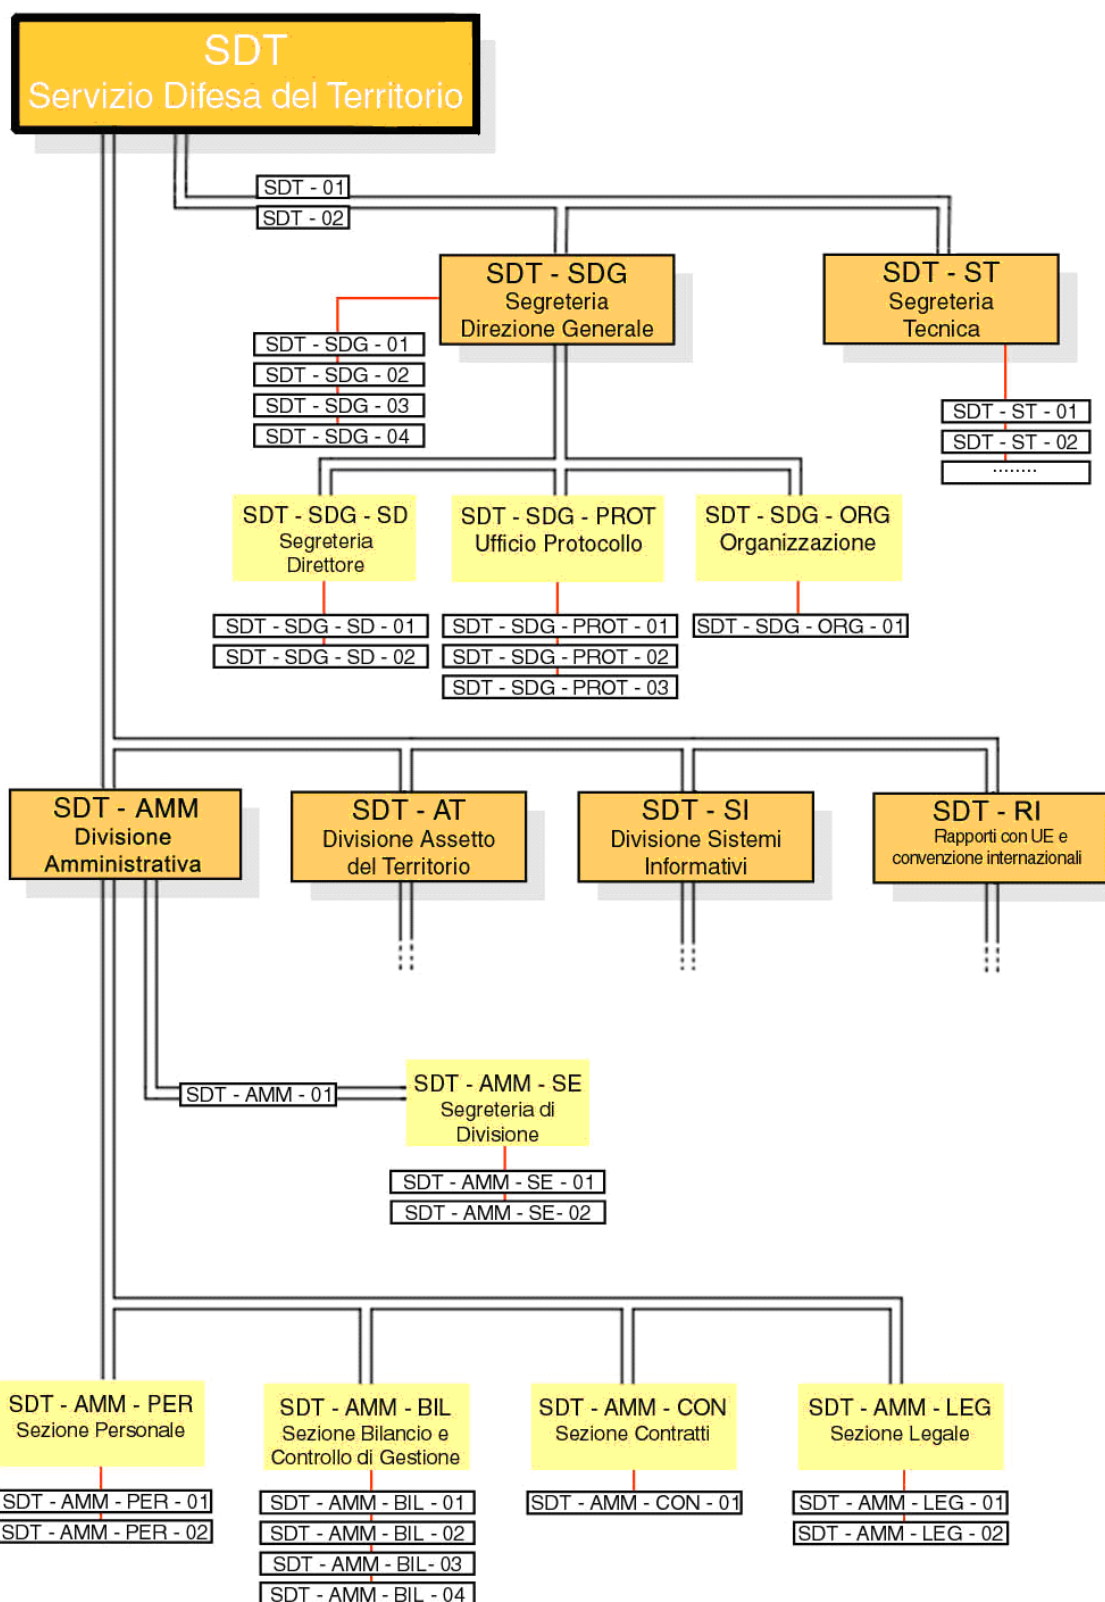 SDT
Servizio Difesa del Territorio
SDT - 01
SDT - 02
SDT - SDG
Segreteria
Direzione Generale
SDT - ST
Segreteria
Tecnica
SDT - SDG - 01
SDT - SDG - 02
SDT - SDG - 03
SDT - SDG - 04
SDT - ST - 01
SDT - ST - 02
........
SDT - SDG - SD
Segreteria
Direttore
SDT - SDG - PROT
Ufficio Protocollo
SDT - SDG - ORG
Organizzazione
SDT - SDG - SD - 01
SDT - SDG - SD - 02
SDT - SDG - PROT - 01
SDT - SDG - PROT - 02
SDT - SDG - PROT - 03
SDT - SDG - ORG - 01
SDT - AMM
Divisione
Amministrativa
SDT - AT
Divisione Assetto
del Territorio
SDT - SI
Divisione Sistemi
Informativi
SDT - RI
Rapporti con UE e
convenzione internazionali
SDT - AMM - 01
SDT - AMM - SE
Segreteria di
Divisione
SDT - AMM - SE - 01
SDT - AMM - SE- 02
SDT - AMM - PER
Sezione Personale
SDT - AMM - BIL
Sezione Bilancio e
Controllo di Gestione
SDT - AMM - CON
Sezione Contratti
SDT - AMM - LEG
Sezione Legale
SDT - AMM - PER - 01
SDT - AMM - PER - 02
SDT - AMM - BIL - 01
SDT - AMM - BIL - 02
SDT - AMM - BIL- 03
SDT - AMM - BIL - 04
SDT - AMM - CON - 01
SDT - AMM - LEG - 01
SDT - AMM - LEG - 02